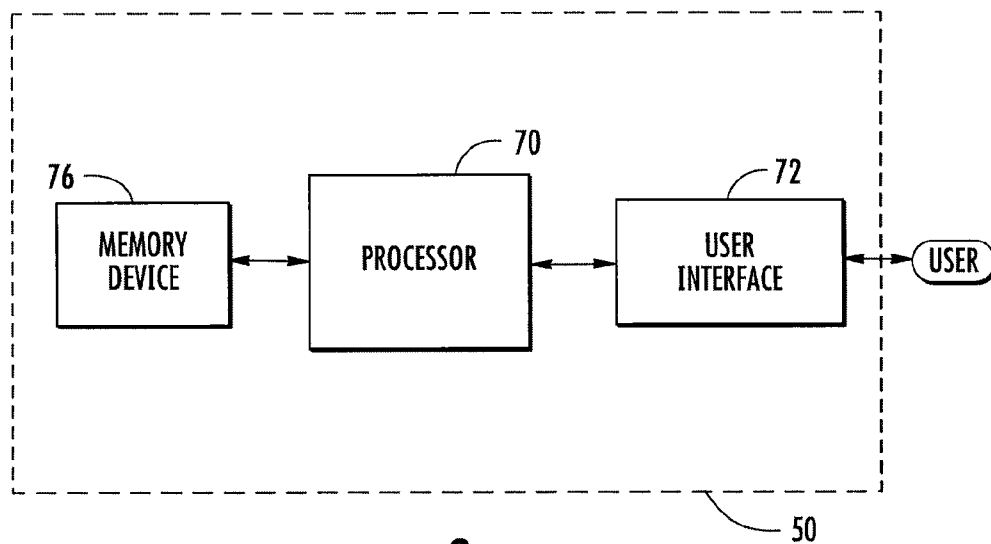 70
76
72
MEMORY
DEVICE
PROCESSOR
USER
INTERFACE
USER
50